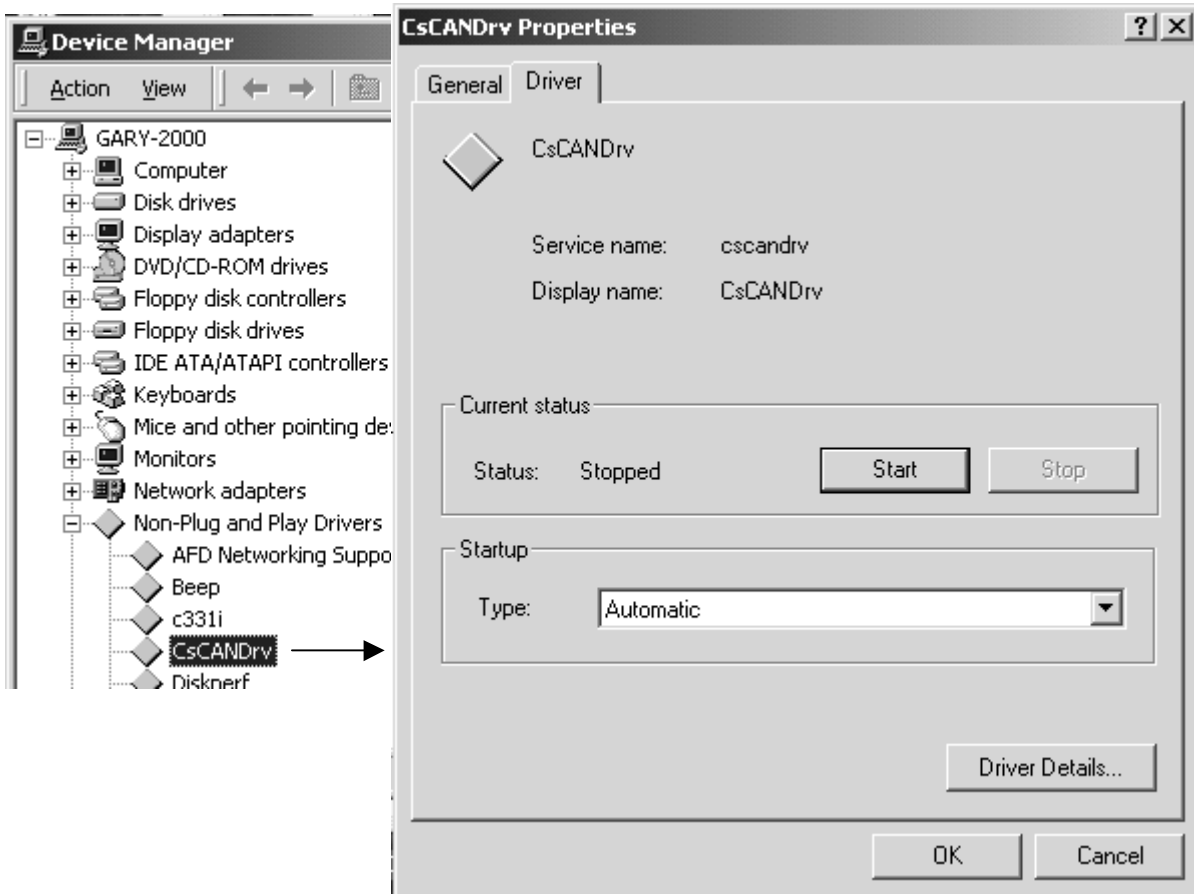 Device Manager
Action View
GARY-2000
Computer
Disk drives
Display adapters
DVD/CD-ROM drives
Floppy disk controllers
Floppy disk drives
IDE ATA/ATAPI controllers
Keyboards
Mice and other pointing de
Monitors
Network adapters
Non-Plug and Play Drivers
AFD Networking Suppo
Beep
c331i
CsCANDrv
Diskperf
CsCANDrv Properties
General Driver
CsCANDrv
Service name: cscandrv
Display name: CsCANDrv
Current status
Status: Stopped Start Stop
Startup
Type: Automatic
Driver Details...
OK Cancel